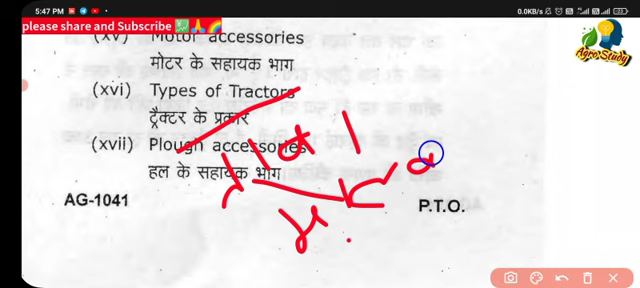 5:47 PM
0.0KB/s
please share and Subscribe
Agro Study
(xv) Motor accessories
मोटर के सहायक भाग
(xvi) Types of Tractors
ट्रैक्टर के प्रकार
(xvii) Plough accessories
हल के सहायक भाग
AG-1041
P.T.O.